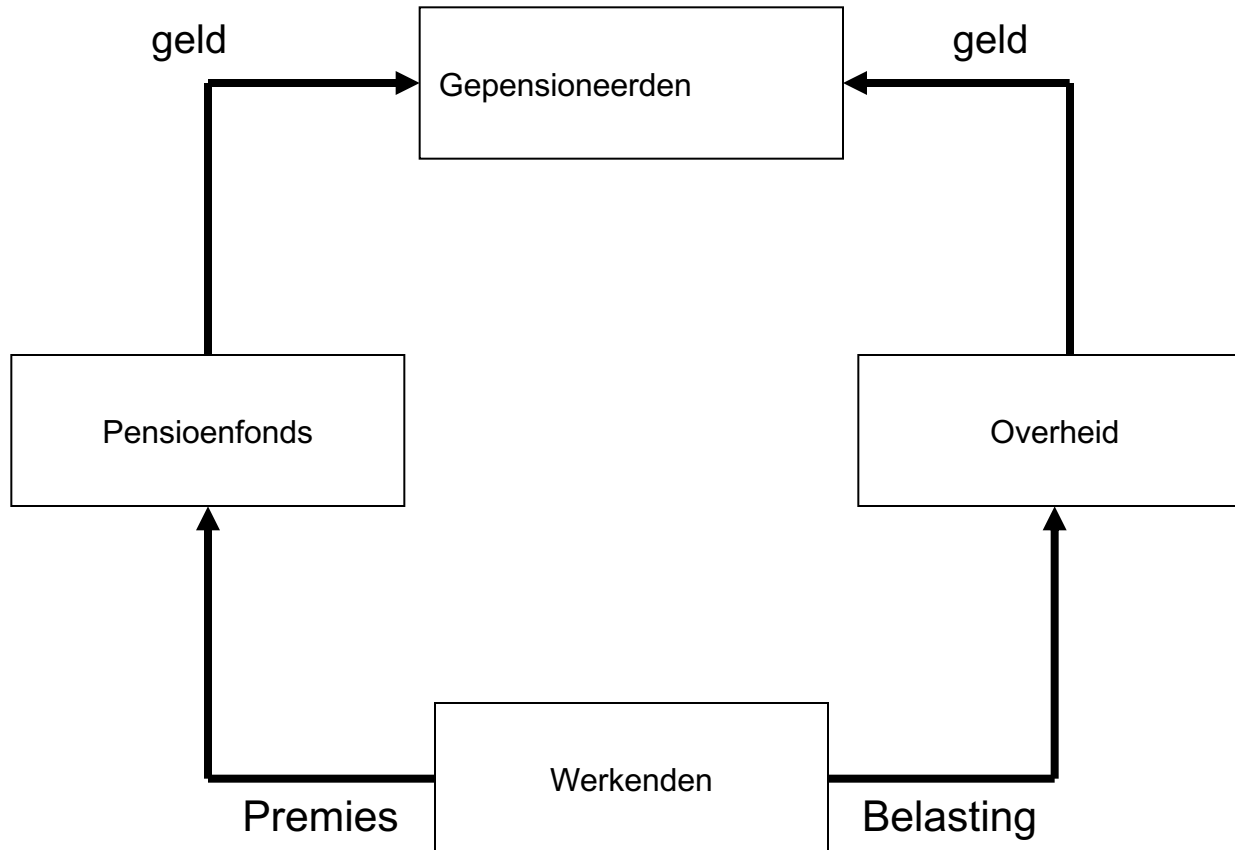 geld
geld
Gepensioneerden
Pensioenfonds
Overheid
Werkenden
Premies
Belasting